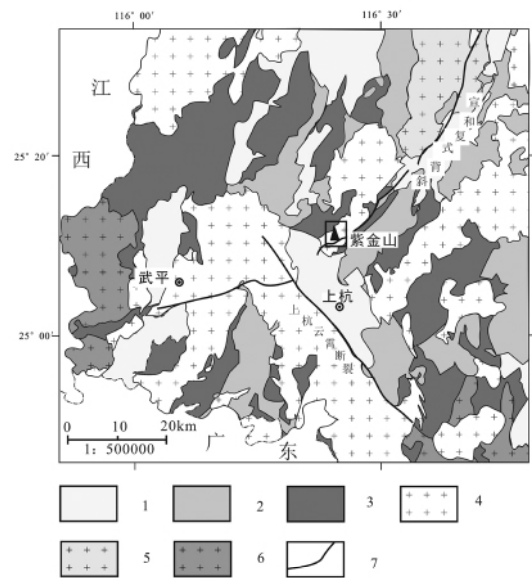 116° 00′
116° 30′
江
西
25° 20′
宣和复式背斜
紫金山
武平
上杭
25° 00′
上杭云霄断裂
0 10 20km
1: 500000
广 东
1
2
3
4
5
6
7